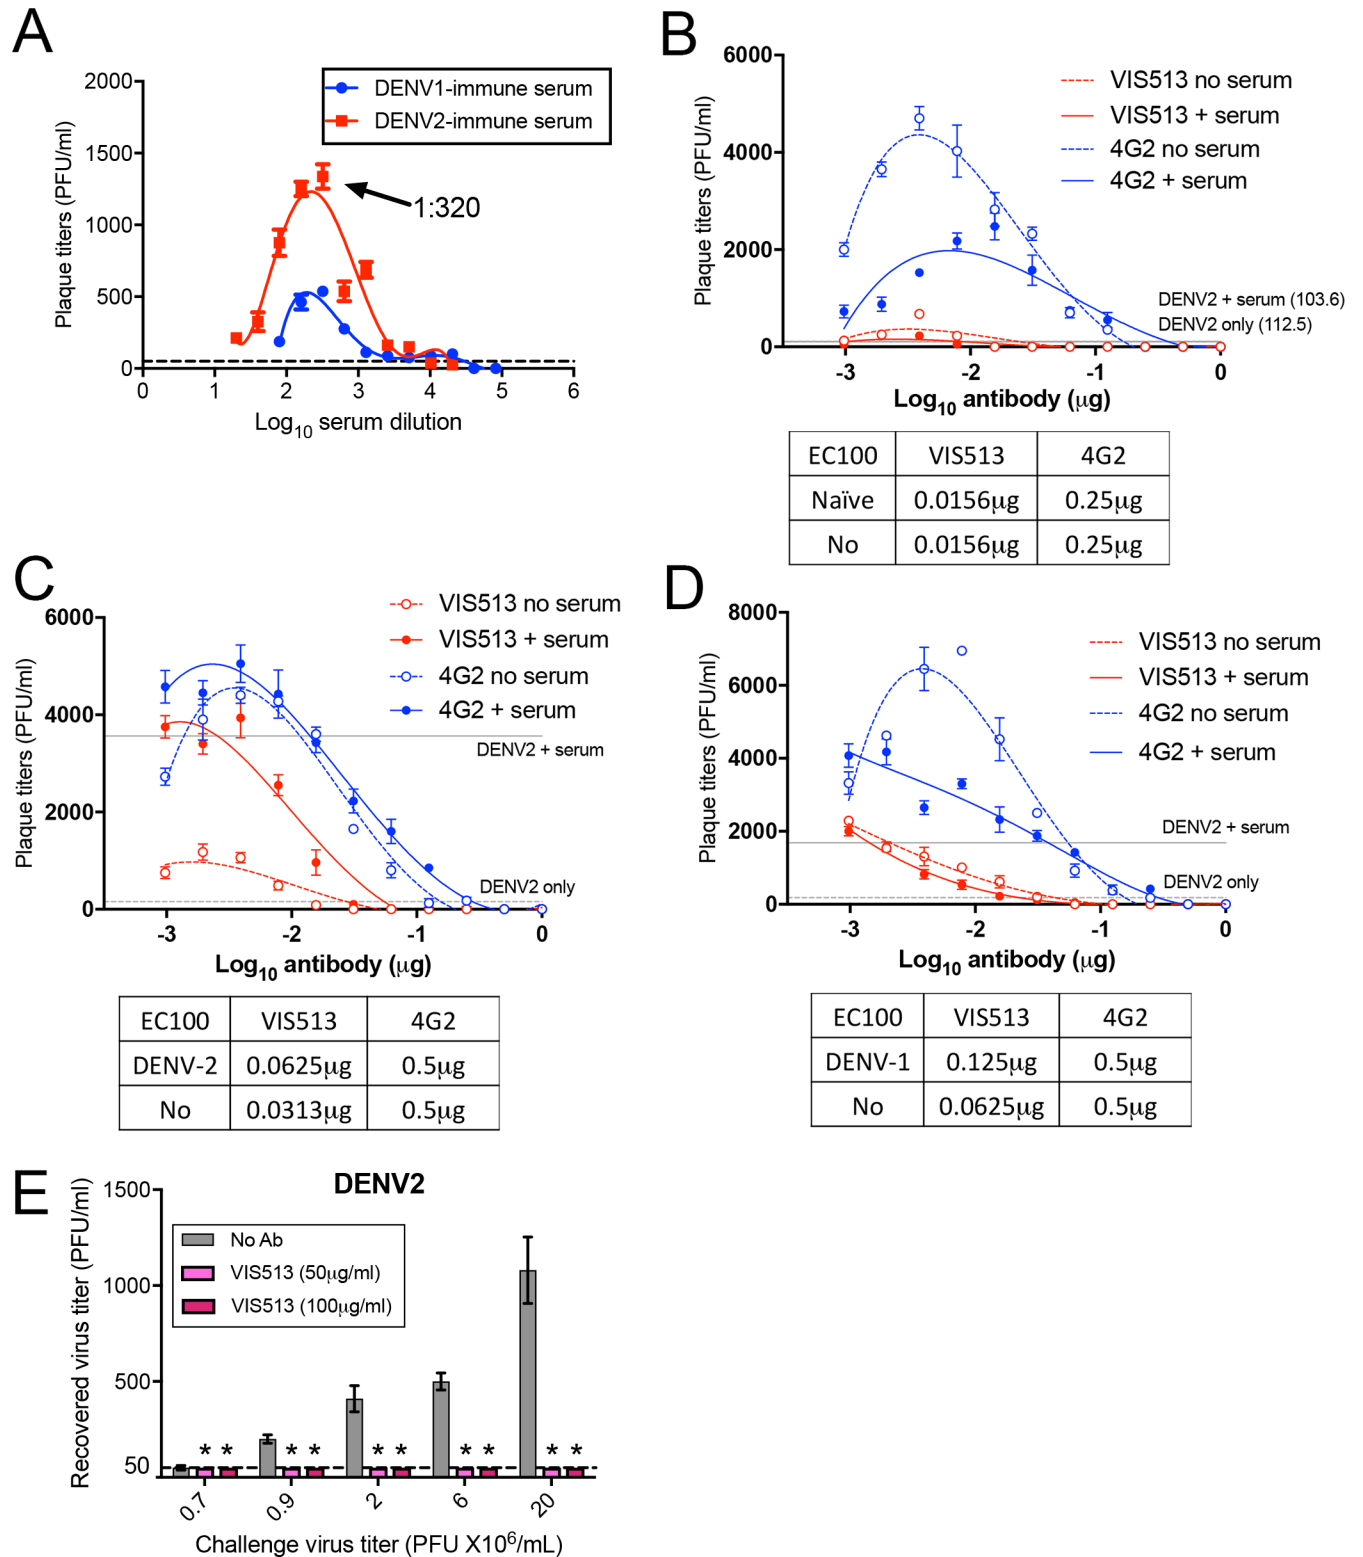 A
Plaque titers (PFU/ml)
2000
1500
1000
500
0
DENV1-immune serum
DENV2-immune serum
1:320
0 1 2 3 4 5 6
Log10 serum dilution
B
Plaque titers (PFU/ml)
6000
4000
2000
0
VIS513 no serum
VIS513 + serum
4G2 no serum
4G2 + serum
DENV2 + serum (103.6)
DENV2 only (112.5)
-3 -2 -1 0
Log10 antibody (μg)
EC100 VIS513 4G2
Naïve 0.0156μg 0.25μg
No 0.0156μg 0.25μg
C
Plaque titers (PFU/ml)
6000
4000
2000
0
VIS513 no serum
VIS513 + serum
4G2 no serum
4G2 + serum
DENV2 + serum
DENV2 only
-3 -2 -1 0
Log10 antibody (μg)
EC100 VIS513 4G2
DENV-2 0.0625μg 0.5μg
No 0.0313μg 0.5μg
D
Plaque titers (PFU/ml)
8000
6000
4000
2000
0
VIS513 no serum
VIS513 + serum
4G2 no serum
4G2 + serum
DENV2 + serum
DENV2 only
-3 -2 -1 0
Log10 antibody (μg)
EC100 VIS513 4G2
DENV-1 0.125μg 0.5μg
No 0.0625μg 0.5μg
E
DENV2
Recovered virus titer (PFU/ml)
1500
1000
500
50
No Ab
VIS513 (50μg/ml)
VIS513 (100μg/ml)
* * * * * * * * * *
0.7 0.9 2 6 20
Challenge virus titer (PFU X10⁶/mL)